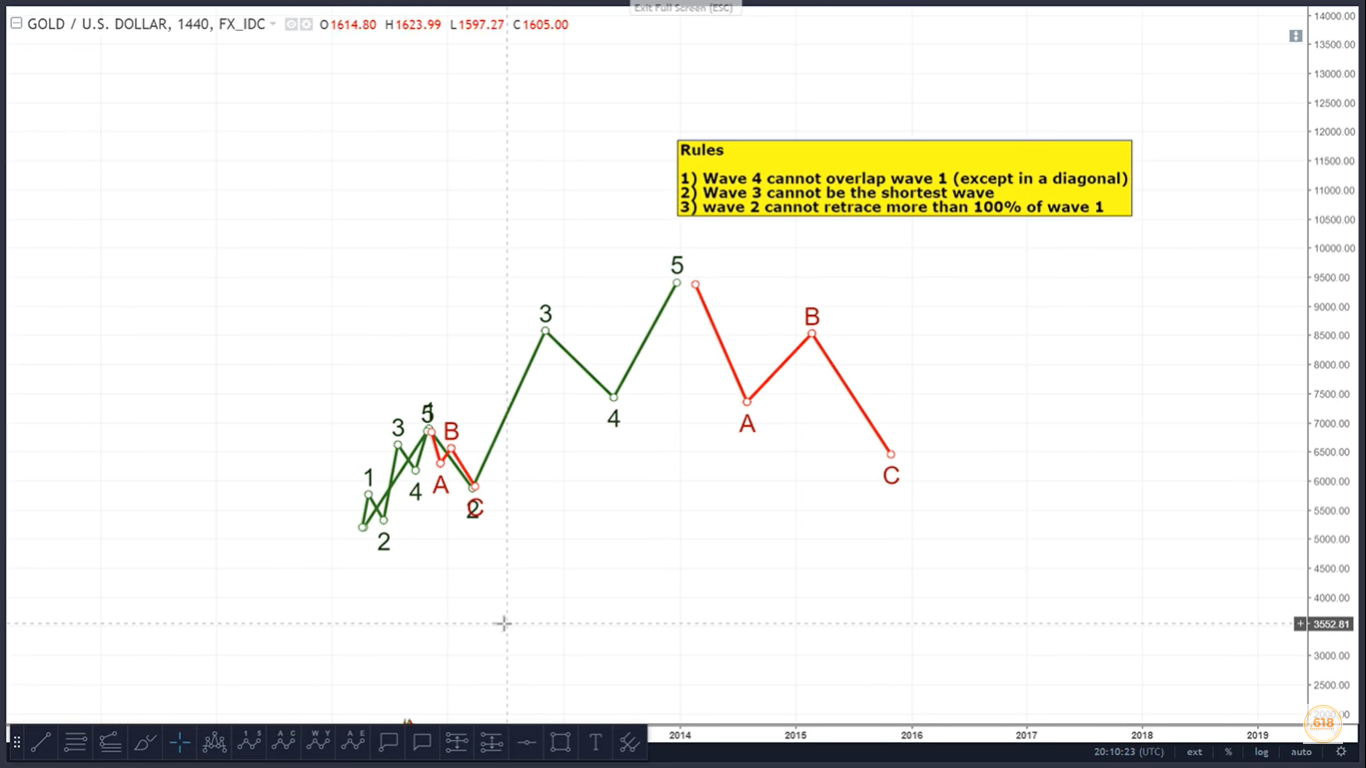 Exit Full Screen (ESC)
GOLD / U.S. DOLLAR, 1440, FX_IDC O1614.80 H1623.99 L1597.27 C1605.00
14000.00
13500.00
13000.00
12500.00
12000.00
11500.00
11000.00
10500.00
10000.00
9500.00
9000.00
8500.00
8000.00
7500.00
7000.00
6500.00
6000.00
5500.00
5000.00
4500.00
4000.00
3552.81
3000.00
2500.00
Rules
1) Wave 4 cannot overlap wave 1 (except in a diagonal)
2) Wave 3 cannot be the shortest wave
3) wave 2 cannot retrace more than 100% of wave 1
1
2
3
4
5
A
B
C
2
3
4
5
A
B
C
618
1 5
A C
W Y
A E
T
2014 2015 2016 2017 2018 2019
20:10:23 (UTC) ext % log auto